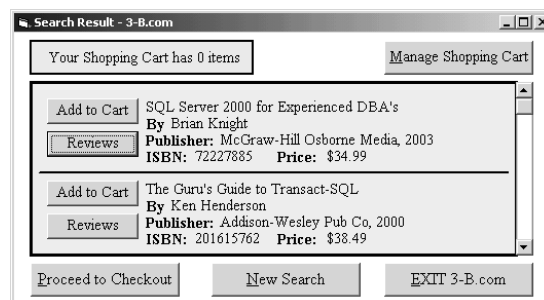 Search Result - 3-B.com
Your Shopping Cart has 0 items
Manage Shopping Cart
Add to Cart
SQL Server 2000 for Experienced DBA's
By Brian Knight
Reviews
Publisher: McGraw-Hill Osborne Media, 2003
ISBN: 72227885 Price: $34.99
Add to Cart
The Guru's Guide to Transact-SQL
By Ken Henderson
Reviews
Publisher: Addison-Wesley Pub Co, 2000
ISBN: 201615762 Price: $38.49
Proceed to Checkout
New Search
EXIT 3-B.com